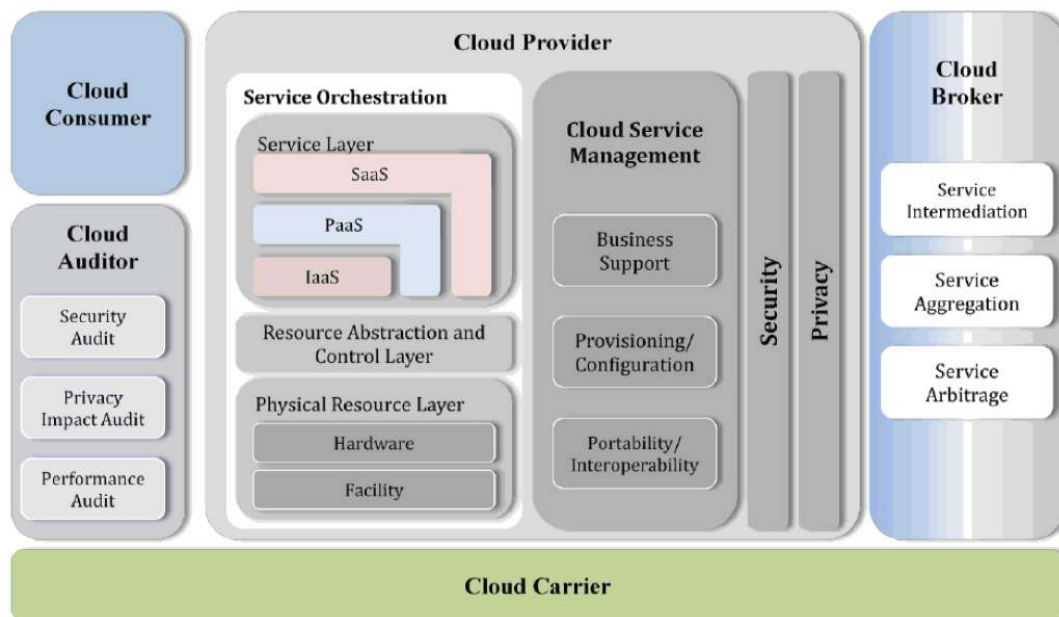 Cloud
Consumer
Cloud
Auditor
Security
Audit
Privacy
Impact Audit
Performance
Audit
Cloud Provider
Service Orchestration
Service Layer
SaaS
PaaS
IaaS
Resource Abstraction and
Control Layer
Physical Resource Layer
Hardware
Facility
Cloud Service
Management
Business
Support
Provisioning/
Configuration
Portability/
Interoperability
Security
Privacy
Cloud
Broker
Service
Intermediation
Service
Aggregation
Service
Arbitrage
Cloud Carrier